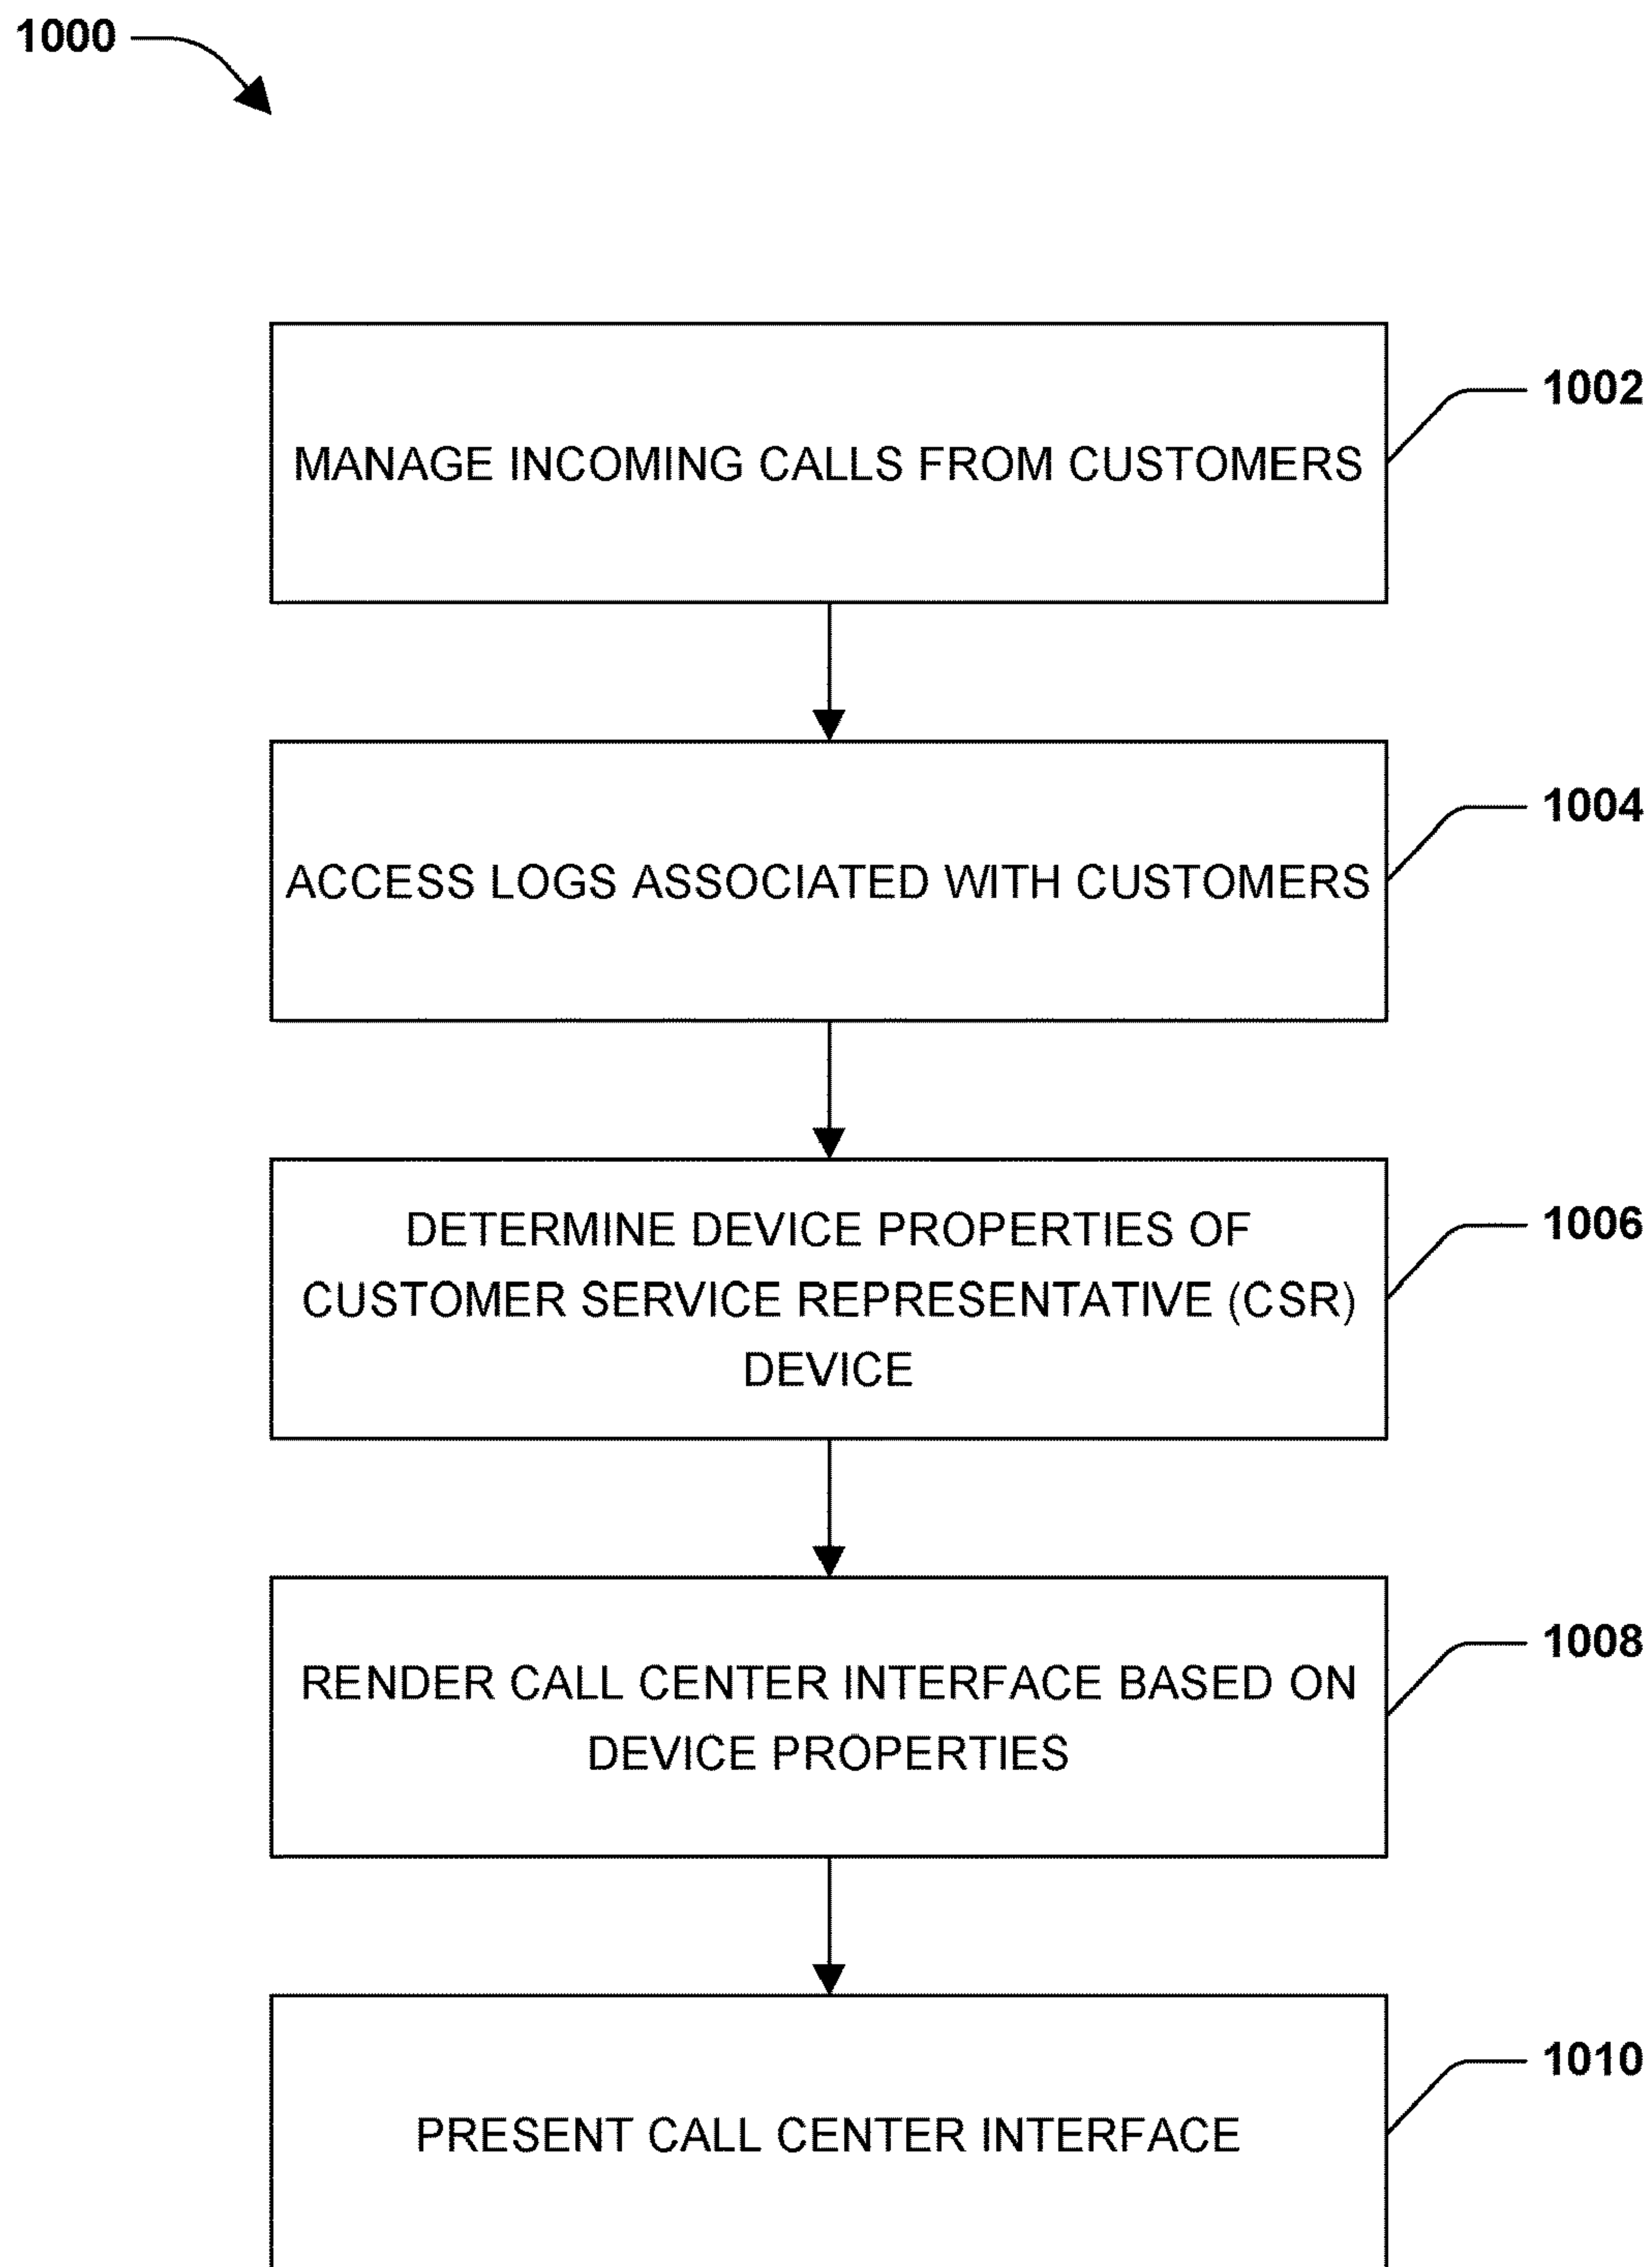 1000
MANAGE INCOMING CALLS FROM CUSTOMERS
1002
ACCESS LOGS ASSOCIATED WITH CUSTOMERS
1004
DETERMINE DEVICE PROPERTIES OF
CUSTOMER SERVICE REPRESENTATIVE (CSR)
DEVICE
1006
RENDER CALL CENTER INTERFACE BASED ON
DEVICE PROPERTIES
1008
PRESENT CALL CENTER INTERFACE
1010